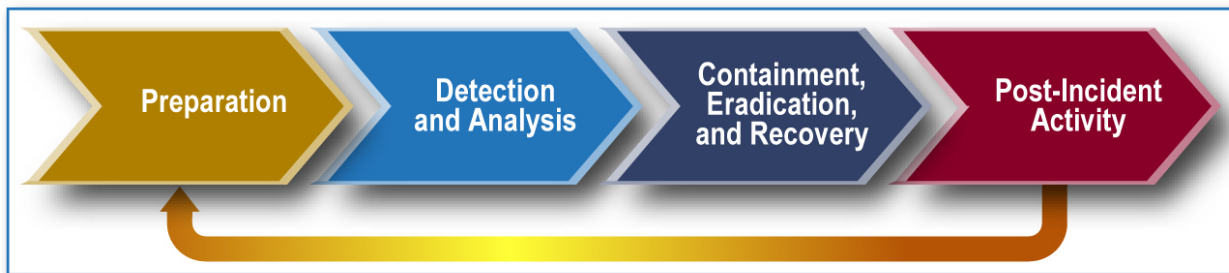 Preparation
Detection
and Analysis
Containment,
Eradication,
and Recovery
Post-Incident
Activity